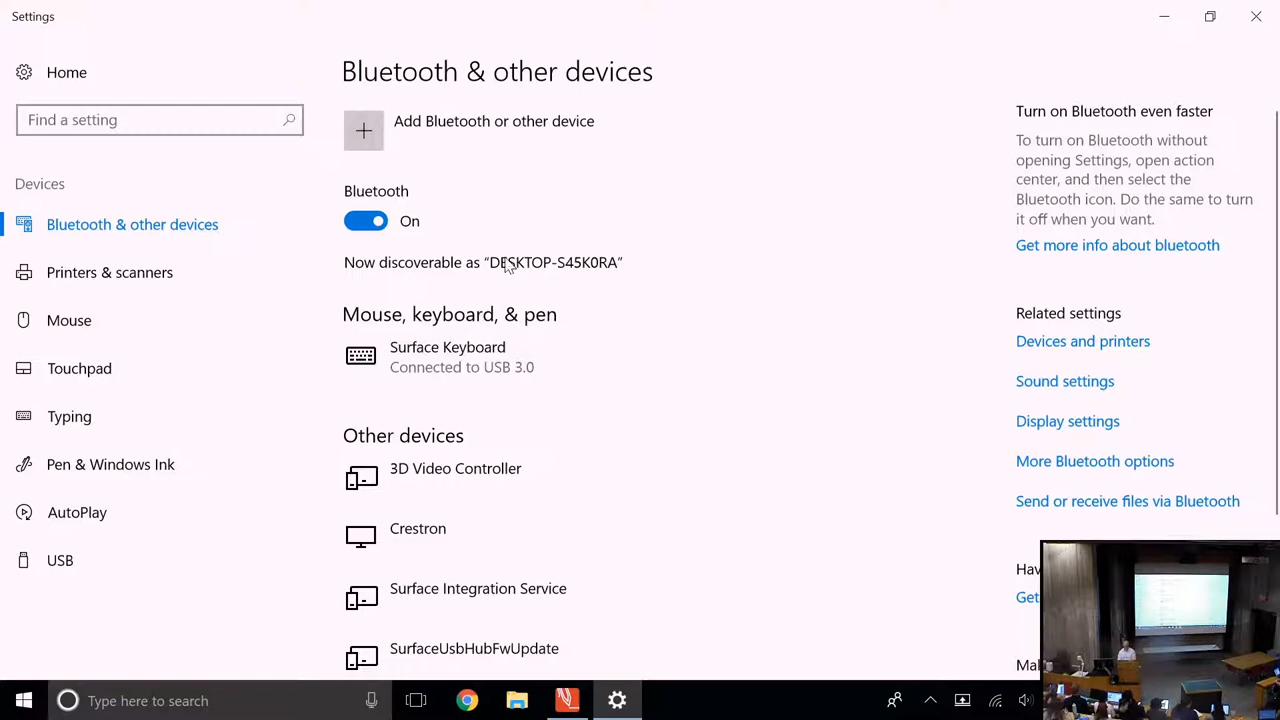 Settings
Home
Find a setting
Devices
Bluetooth & other devices
Printers & scanners
Mouse
Touchpad
Typing
Pen & Windows Ink
AutoPlay
USB
Bluetooth & other devices
Add Bluetooth or other device
Bluetooth
On
Now discoverable as “DESKTOP-S45K0RA”
Mouse, keyboard, & pen
Surface Keyboard
Connected to USB 3.0
Other devices
3D Video Controller
Crestron
Surface Integration Service
SurfaceUsbHubFwUpdate
Turn on Bluetooth even faster
To turn on Bluetooth without
opening Settings, open action
center, and then select the
Bluetooth icon. Do the same to turn
it off when you want.
Get more info about bluetooth
Related settings
Devices and printers
Sound settings
Display settings
More Bluetooth options
Send or receive files via Bluetooth
Hav
Get
Mak
Type here to search